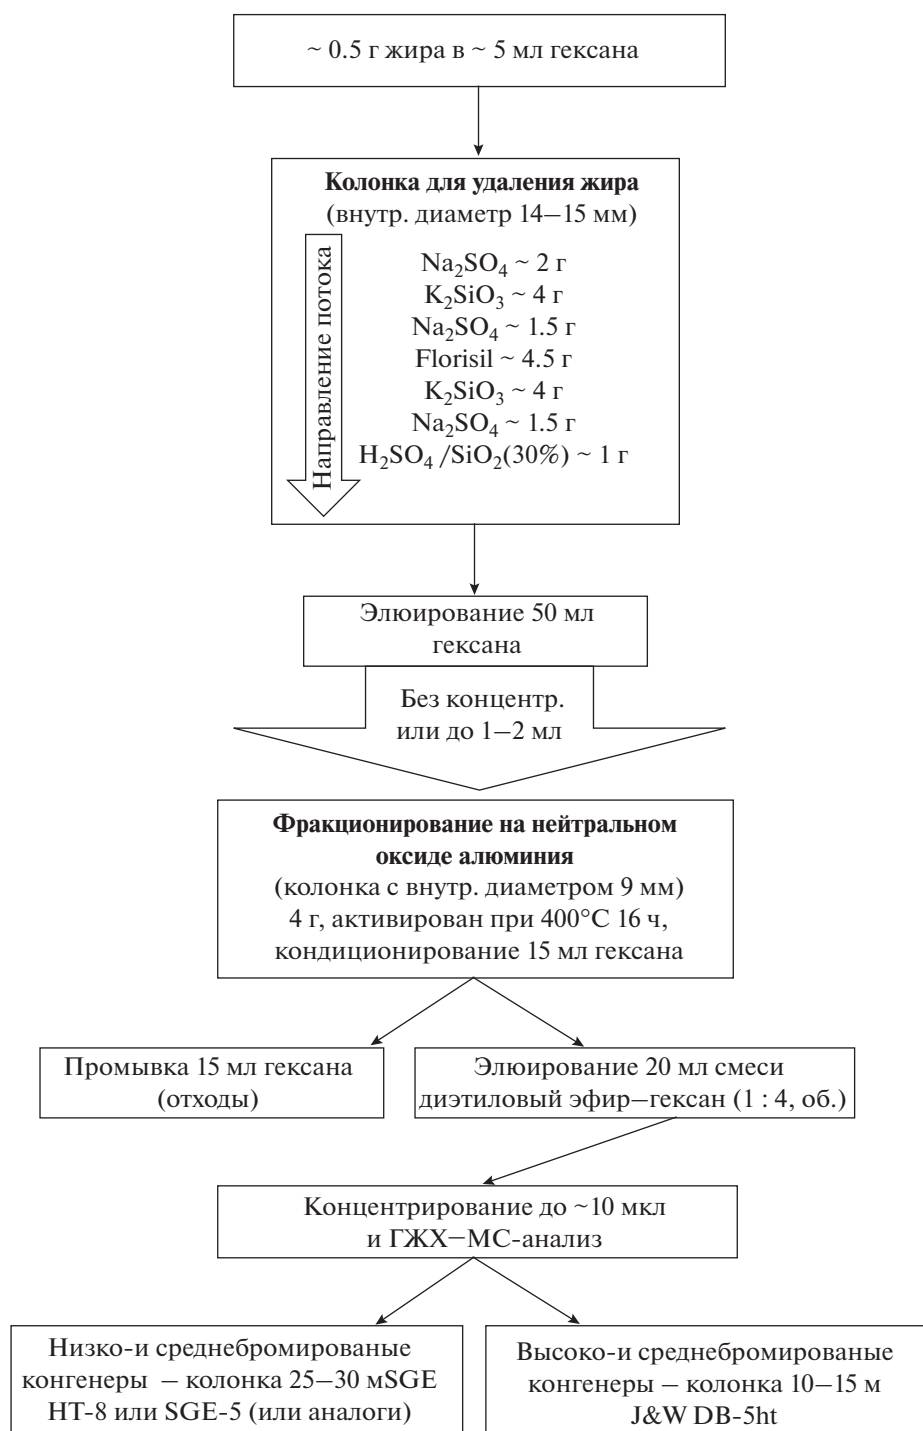 ~ 0.5 г жира в ~ 5 мл гексана
Колонка для удаления жира
(внутр. диаметр 14–15 мм)
Направление потока
Na₂SO₄ ~ 2 г
K₂SiO₃ ~ 4 г
Na₂SO₄ ~ 1.5 г
Florisil ~ 4.5 г
K₂SiO₃ ~ 4 г
Na₂SO₄ ~ 1.5 г
H₂SO₄ /SiO₂(30%) ~ 1 г
Элюирование 50 мл
гексана
Без концентр.
или до 1–2 мл
Фракционирование на нейтральном
оксиде алюминия
(колонка с внутр. диаметром 9 мм)
4 г, активирован при 400°C 16 ч,
кондиционирование 15 мл гексана
Промывка 15 мл гексана
(отходы)
Элюирование 20 мл смеси
диэтиловый эфир–гексан (1 : 4, об.)
Концентрирование до ~10 мкл
и ГЖХ–МС-анализ
Низко-и среднебромированые
конгенеры – колонка 25–30 мSGE
HT-8 или SGE-5 (или аналоги)
Высоко-и среднебромированые
конгенеры – колонка 10–15 м
J&W DB-5ht